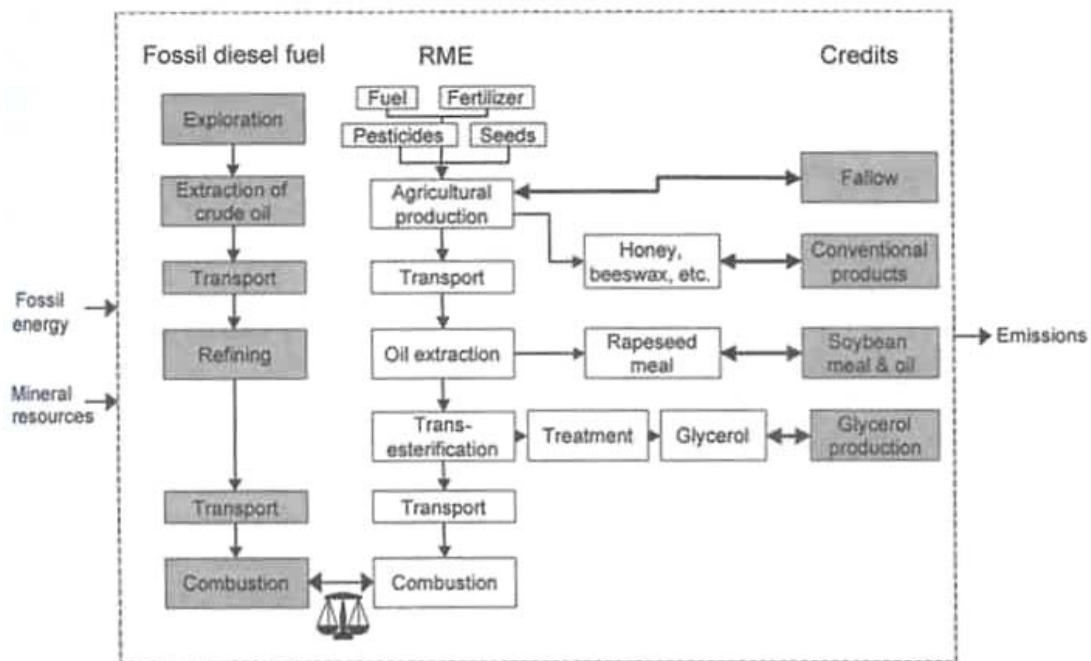 Fossil diesel fuel
RME
Credits
Fuel
Fertilizer
Pesticides
Seeds
Exploration
Extraction of
crude oil
Agricultural
production
Fallow
Honey,
beeswax, etc.
Conventional
products
Transport
Transport
Fossil
energy
Refining
Oil extraction
Rapeseed
meal
Soybean
meal & oil
Emissions
Mineral
resources
Trans-
esterification
Treatment
Glycerol
Glycerol
production
Transport
Transport
Combustion
Combustion